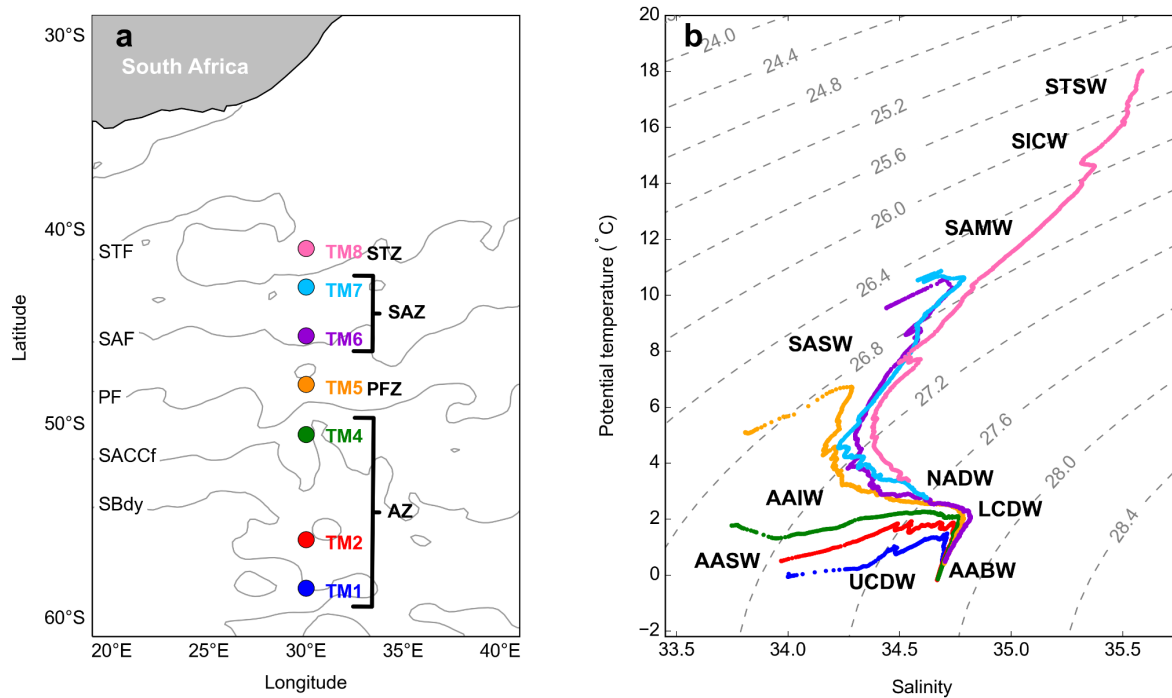 a
South Africa
30°S
40°S
50°S
60°S
Latitude
STF
SAF
PF
SACCf
SBdy
TM8 STZ
TM7
SAZ
TM6
TM5 PFZ
TM4
AZ
TM2
TM1
20°E 25°E 30°E 35°E 40°E
Longitude
b
20
18
16
14
12
10
8
6
4
2
0
−2
Potential temperature (°C)
24.0
24.4
24.8
25.2
25.6
26.0
26.4
26.8
27.2
27.6
28.0
28.4
STSW
SICW
SAMW
SASW
NADW
AAIW
LCDW
AASW
UCDW
AABW
33.5 34.0 34.5 35.0 35.5
Salinity